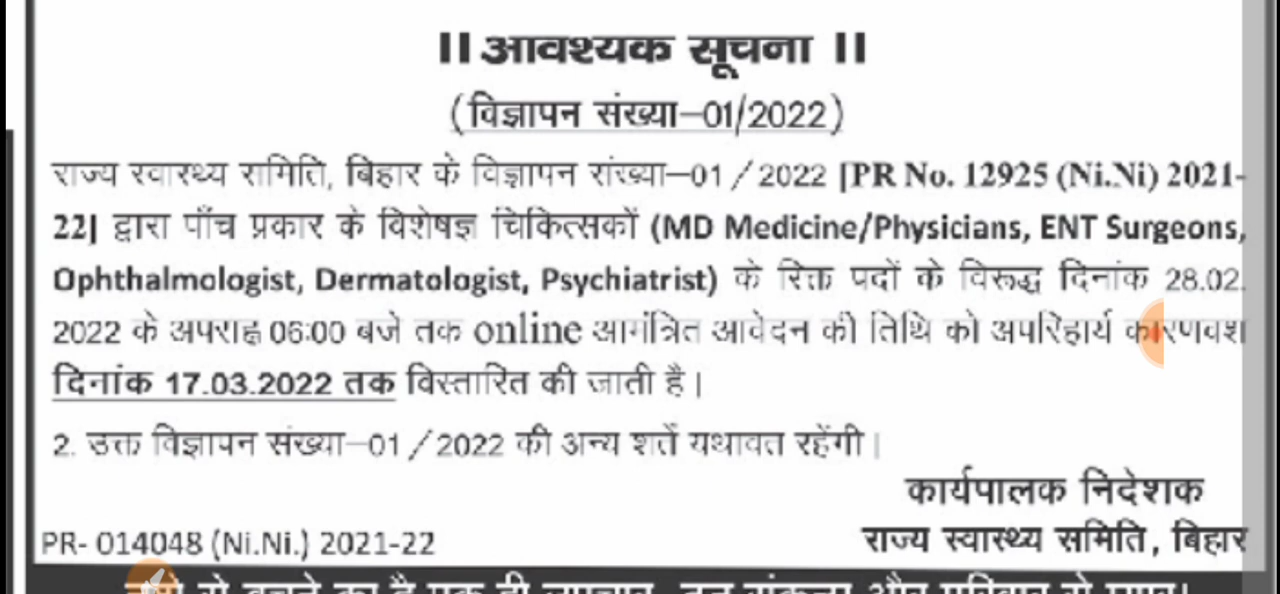 ॥ आवश्यक सूचना ॥
(विज्ञापन संख्या–01/2022)
राज्य स्वास्थ्य समिति, बिहार के विज्ञापन संख्या–01 / 2022 [PR No. 12925 (Ni.Ni) 2021-
22] द्वारा पाँच प्रकार के विशेषज्ञ चिकित्सकों (MD Medicine/Physicians, ENT Surgeons,
Ophthalmologist, Dermatologist, Psychiatrist) के रिक्त पदों के विरूद्ध दिनांक 28.02.
2022 के अपराह्न 06:00 बजे तक online आमंत्रित आवेदन की तिथि को अपरिहार्य कारणवश
दिनांक 17.03.2022 तक विस्तारित की जाती है।
2. उक्त विज्ञापन संख्या–01 / 2022 की अन्य शर्तें यथावत रहेंगी।
कार्यपालक निदेशक
PR- 014048 (Ni.Ni.) 2021-22
राज्य स्वास्थ्य समिति, बिहार